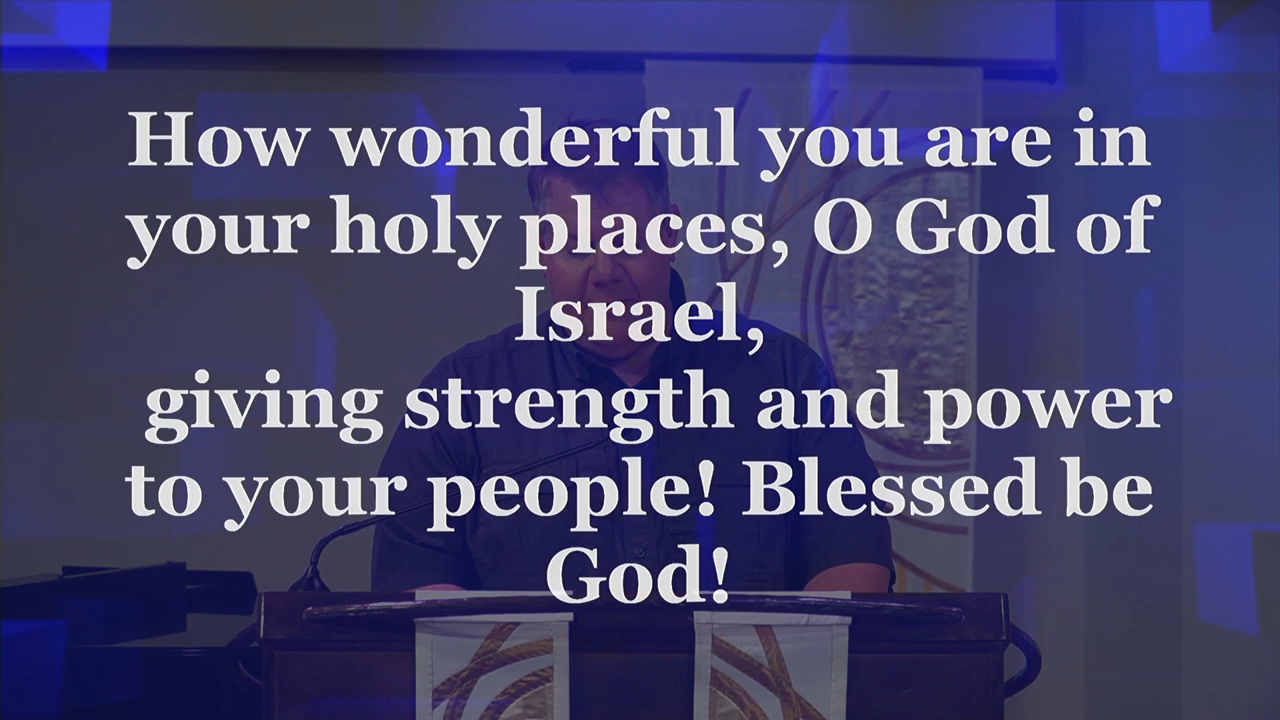 How wonderful you are in
your holy places, O God of
Israel,
giving strength and power
to your people! Blessed be
God!